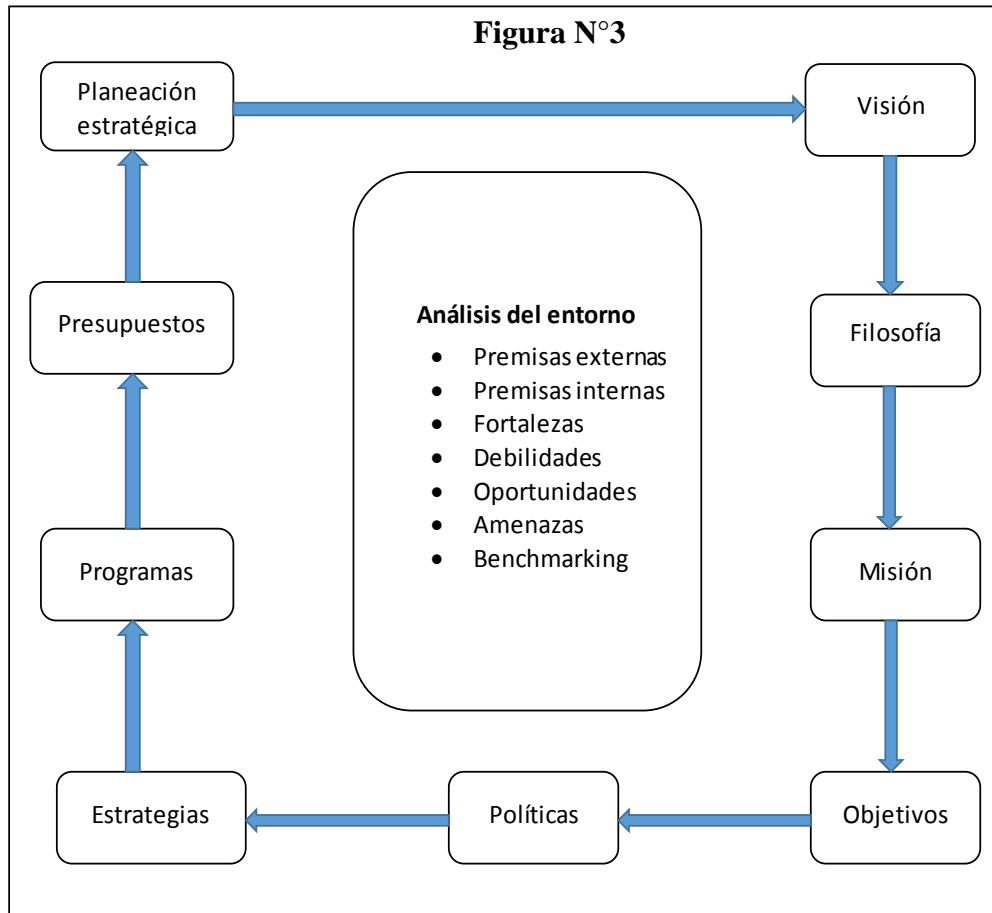 Figura N°3
Planeación
estratégica
Visión
Presupuestos
Filosofía
Análisis del entorno
• Premisas externas
• Premisas internas
• Fortalezas
• Debilidades
• Oportunidades
• Amenazas
• Benchmarking
Programas
Misión
Estrategias
Políticas
Objetivos